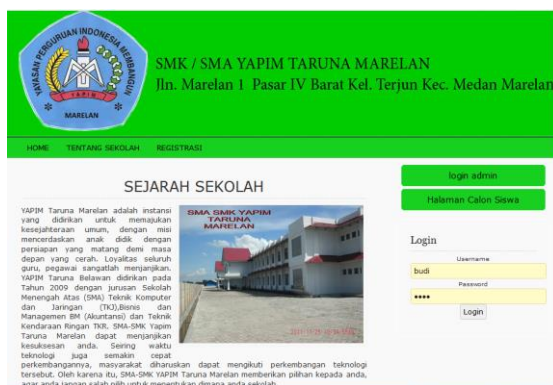 YAYASAN PERGURUAN INDONESIA MEMBANGUN
YAPIM
MARELAN
SMK / SMA YAPIM TARUNA MARELAN
Jln. Marelan 1 Pasar IV Barat Kel. Terjun Kec. Medan Marelan
HOME TENTANG SEKOLAH REGISTRASI
SEJARAH SEKOLAH
YAPIM Taruna Marelan adalah instansi
yang didirikan untuk memajukan
kesejahteraan umum, dengan misi
mencerdaskan anak didik dengan
persiapan yang matang demi masa
depan yang cerah. Loyalitas seluruh
guru, pegawai sangatlah menjanjikan.
YAPIM Taruna Belawan didirikan pada
Tahun 2009 dengan jurusan Sekolah
Menengah Atas (SMA) Teknik Komputer
dan Jaringan (TKJ),Bisnis dan
Managemen BM (Akuntansi) dan Teknik
Kendaraan Ringan TKR. SMA-SMK Yapim
Taruna Marelan dapat menjanjikan
kesuksesan anda. Seiring waktu
teknologi juga semakin cepat
perkembangannya, masyarakat diharuskan dapat mengikuti perkembangan teknologi
tersebut. Oleh karena itu, SMA-SMK YAPIM Taruna Marelan memberikan pilihan kepada anda,
agar anda jangan salah pilih untuk menentukan dimana anda sekolah.
SMA SMK YAPIM
TARUNA
MARELAN
login admin
Halaman Calon Siswa
Login
Username
budi
Password
••••
Login